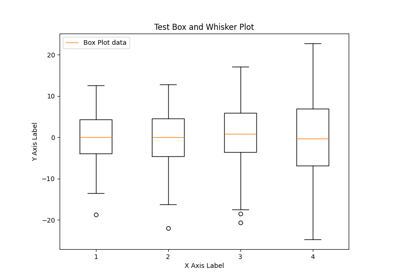 Test Box and Whisker Plot
Box Plot data
20
10
0
−10
−20
Y Axis Label
1 2 3 4
X Axis Label